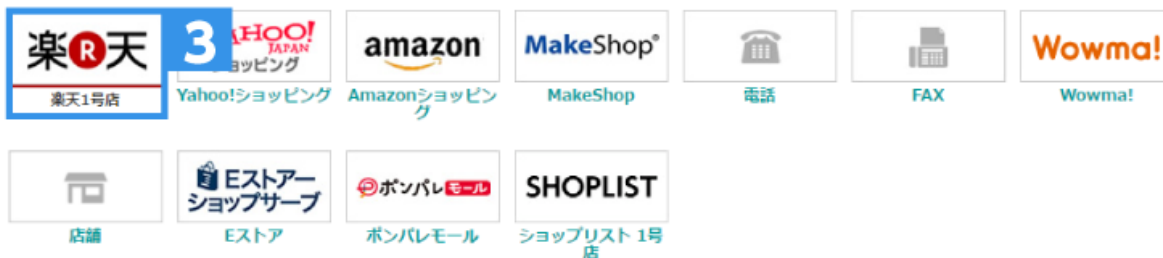 楽R天
楽天1号店
3
AHOO!
JAPAN
ョッピング
Yahoo!ショッピング
amazon
Amazonショッピン
グ
MakeShop®
MakeShop
電話
FAX
Wowma!
Wowma!
店舗
Eストアー
ショップサーブ
Eストア
ポンパレモール
ポンパレモール
SHOPLIST
ショップリスト 1号
店